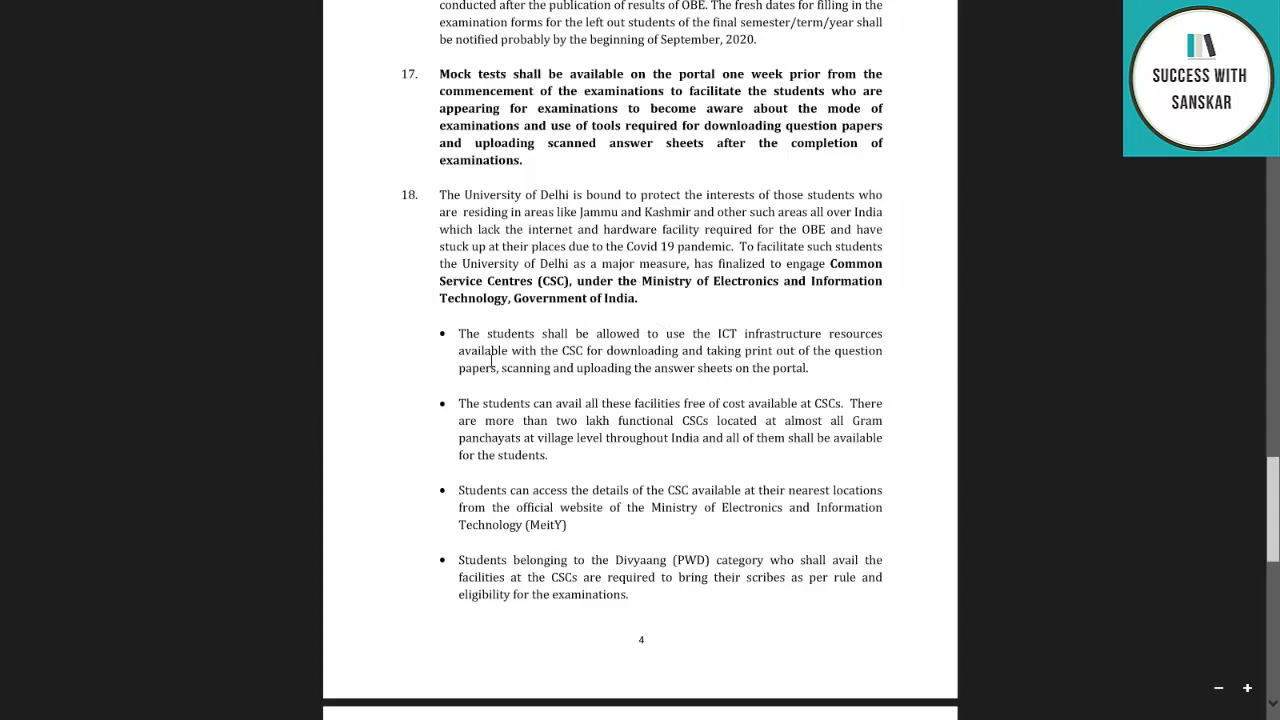 conducted after the publication of results of OBE. The fresh dates for filling in the
examination forms for the left out students of the final semester/term/year shall
be notified probably by the beginning of September, 2020.
17. Mock tests shall be available on the portal one week prior from the
commencement of the examinations to facilitate the students who are
appearing for examinations to become aware about the mode of
examinations and use of tools required for downloading question papers
and uploading scanned answer sheets after the completion of
examinations.
18. The University of Delhi is bound to protect the interests of those students who
are residing in areas like Jammu and Kashmir and other such areas all over India
which lack the internet and hardware facility required for the OBE and have
stuck up at their places due to the Covid 19 pandemic. To facilitate such students
the University of Delhi as a major measure, has finalized to engage Common
Service Centres (CSC), under the Ministry of Electronics and Information
Technology, Government of India.
• The students shall be allowed to use the ICT infrastructure resources
available with the CSC for downloading and taking print out of the question
papers, scanning and uploading the answer sheets on the portal.
• The students can avail all these facilities free of cost available at CSCs. There
are more than two lakh functional CSCs located at almost all Gram
panchayats at village level throughout India and all of them shall be available
for the students.
• Students can access the details of the CSC available at their nearest locations
from the official website of the Ministry of Electronics and Information
Technology (MeitY)
• Students belonging to the Divyaang (PWD) category who shall avail the
facilities at the CSCs are required to bring their scribes as per rule and
eligibility for the examinations.
4
SUCCESS WITH
SANSKAR